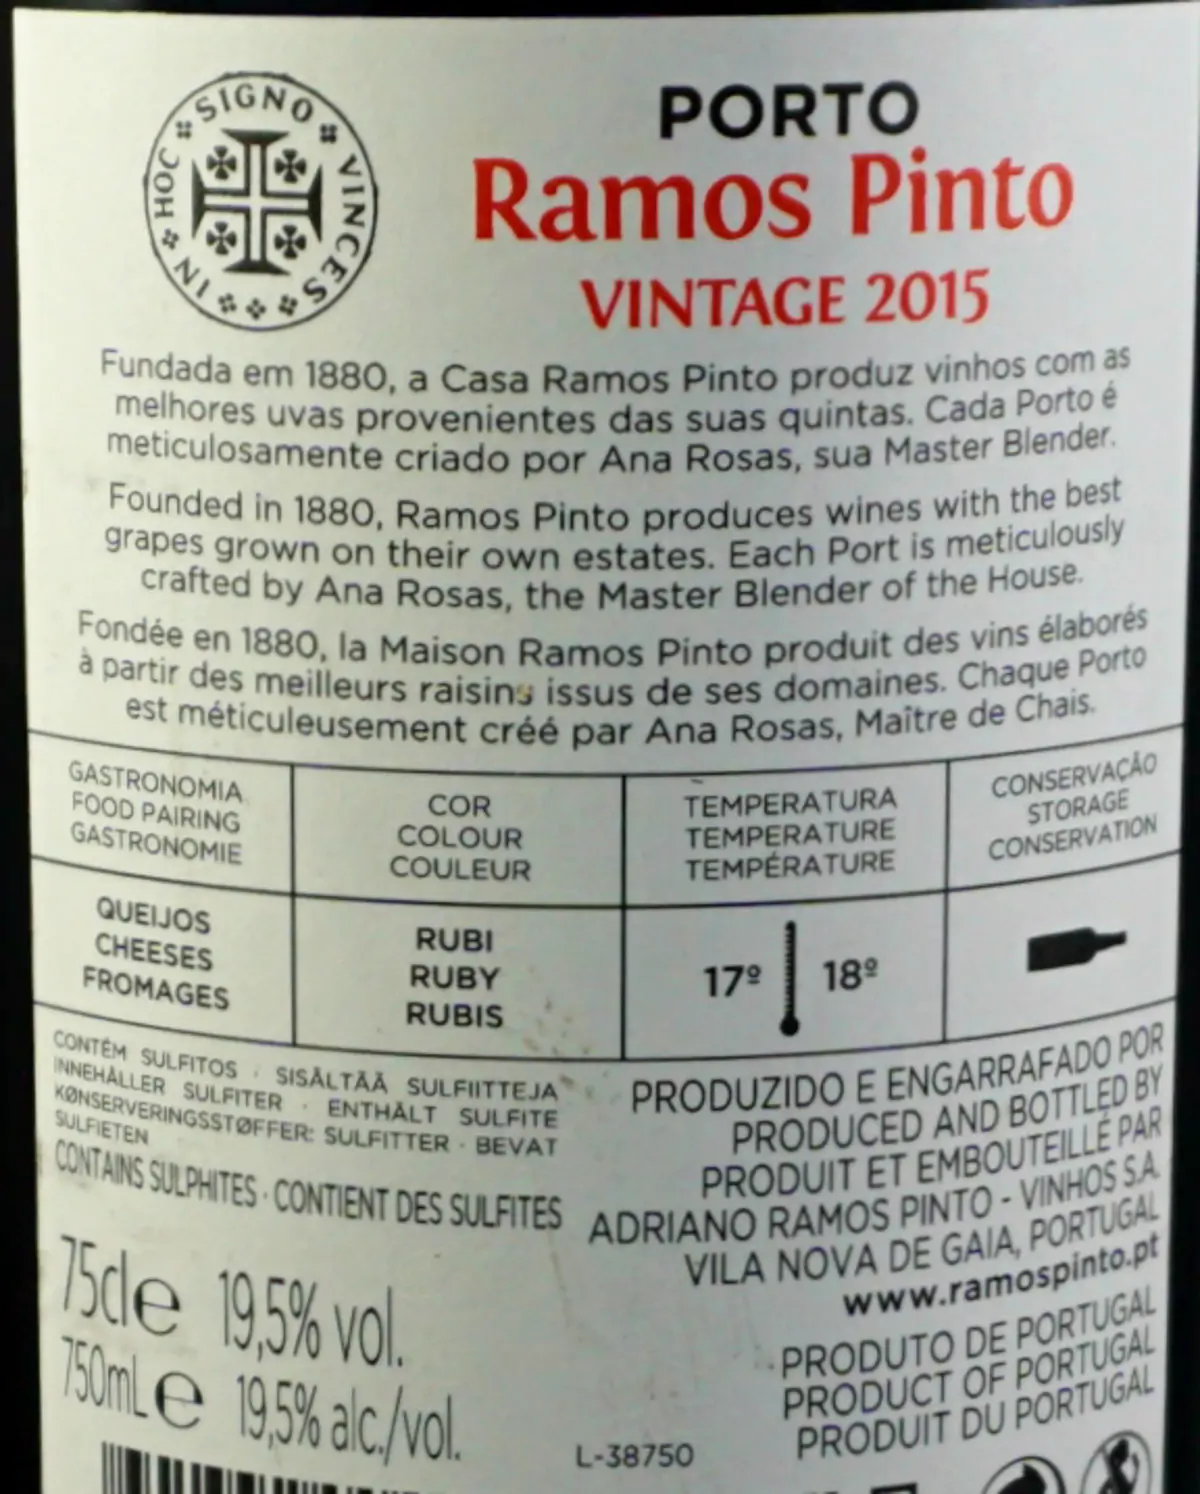 IN HOC SIGNO VINCES
PORTO
Ramos Pinto
VINTAGE 2015
Fundada em 1880, a Casa Ramos Pinto produz vinhos com as
melhores uvas provenientes das suas quintas. Cada Porto é
meticulosamente criado por Ana Rosas, sua Master Blender.
Founded in 1880, Ramos Pinto produces wines with the best
grapes grown on their own estates. Each Port is meticulously
crafted by Ana Rosas, the Master Blender of the House.
Fondée en 1880, la Maison Ramos Pinto produit des vins élaborés
à partir des meilleurs raisins issus de ses domaines. Chaque Porto
est méticuleusement créé par Ana Rosas, Maître de Chais.
GASTRONOMIA
FOOD PAIRING
GASTRONOMIE
COR
COLOUR
COULEUR
TEMPERATURA
TEMPERATURE
TEMPÉRATURE
CONSERVAÇÃO
STORAGE
CONSERVATION
QUEIJOS
CHEESES
FROMAGES
RUBI
RUBY
RUBIS
17º 18º
CONTÉM SULFITOS · SISÄLTÄÄ SULFIITTEJA
INNEHÅLLER SULFITER · ENTHÄLT SULFITE
KØNSERVERINGSSTØFFER: SULFITTER · BEVAT
SULFIETEN
CONTAINS SULPHITES · CONTIENT DES SULFITES
75cl e 19,5% vol.
750mL e 19,5% alc./vol.
PRODUZIDO E ENGARRAFADO POR
PRODUCED AND BOTTLED BY
PRODUIT ET EMBOUTEILLÉ PAR
ADRIANO RAMOS PINTO - VINHOS S.A.
VILA NOVA DE GAIA, PORTUGAL
www.ramospinto.pt
PRODUTO DE PORTUGAL
PRODUCT OF PORTUGAL
PRODUIT DU PORTUGAL
L-38750